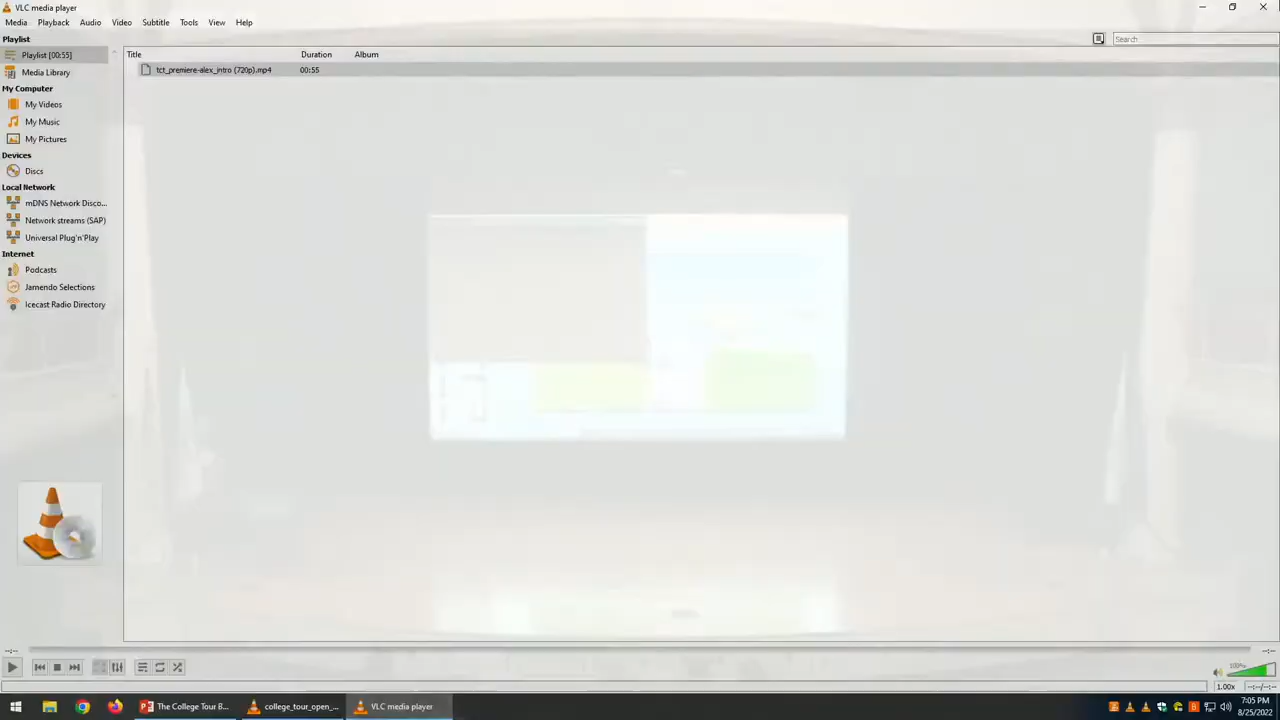 VLC media player
Media Playback Audio Video Subtitle Tools View Help
Playlist
Search
Playlist [00:55]
Title Duration Album
tct_premiere-alex_intro (720p).mp4 00:55
Media Library
My Computer
My Videos
My Music
My Pictures
Devices
Discs
Local Network
mDNS Network Disco...
Network streams (SAP)
Universal Plug'n'Play
Internet
Podcasts
Jamendo Selections
Icecast Radio Directory
--:--
--:--
100%
1.00x --:--/--:--
The College Tour B...
college_tour_open_...
VLC media player
7:05 PM
8/25/2022